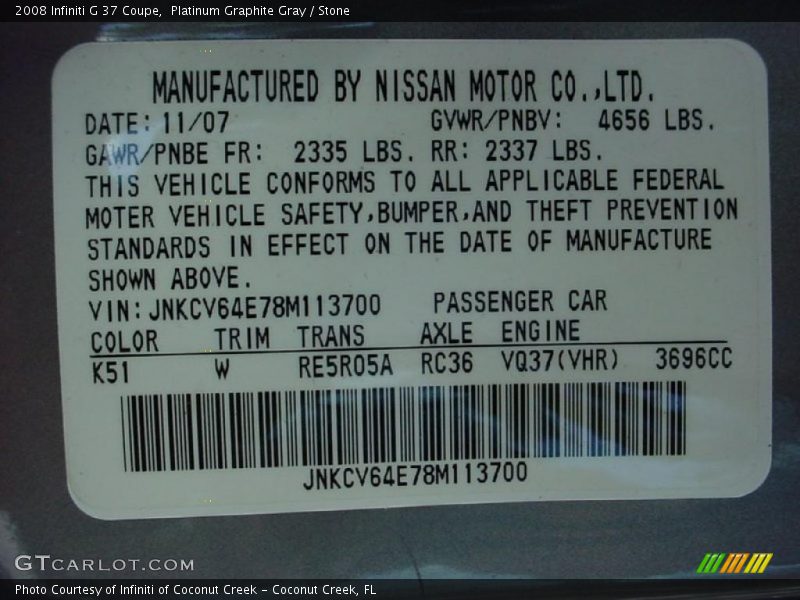 2008 Infiniti G 37 Coupe,  Platinum Graphite Gray / Stone
MANUFACTURED BY NISSAN MOTOR CO.,LTD.
DATE: 11/07 GVWR/PNBV: 4656 LBS.
GAWR/PNBE FR: 2335 LBS. RR: 2337 LBS.
THIS VEHICLE CONFORMS TO ALL APPLICABLE FEDERAL
MOTER VEHICLE SAFETY,BUMPER,AND THEFT PREVENTION
STANDARDS IN EFFECT ON THE DATE OF MANUFACTURE
SHOWN ABOVE.
VIN: JNKCV64E78M113700 PASSENGER CAR
COLOR TRIM TRANS AXLE ENGINE
K51 W RE5R05A RC36 VQ37(VHR) 3696CC
JNKCV64E78M113700
GTCARLOT.COM
Photo Courtesy of Infiniti of Coconut Creek - Coconut Creek, FL